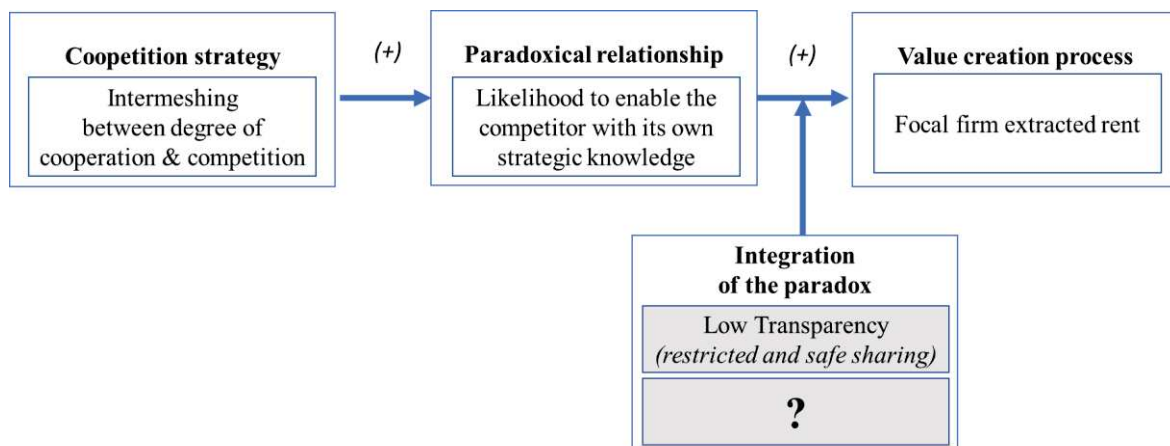 Coopetition strategy
Intermeshing
between degree of
cooperation & competition
(+)
Paradoxical relationship
Likelihood to enable the
competitor with its own
strategic knowledge
(+)
Value creation process
Focal firm extracted rent
Integration
of the paradox
Low Transparency
(restricted and safe sharing)
?